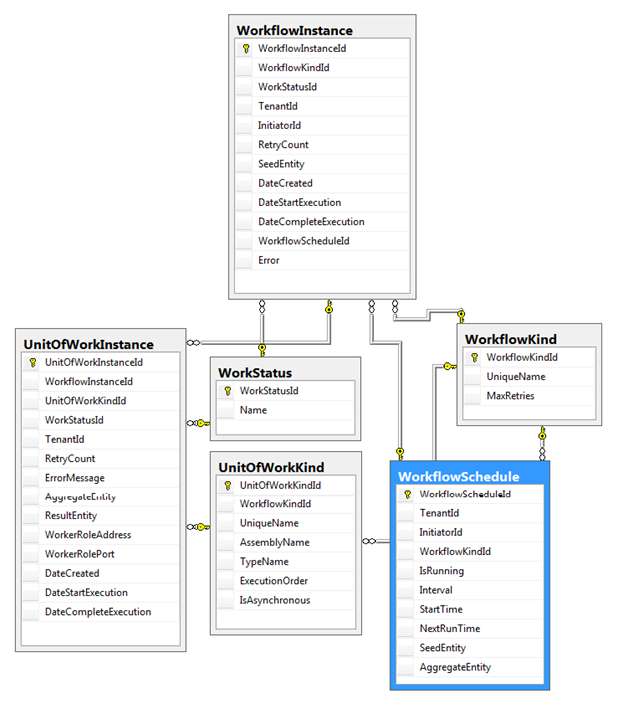 WorkflowInstance
WorkflowInstanceId
WorkflowKindId
WorkStatusId
TenantId
InitiatorId
RetryCount
SeedEntity
DateCreated
DateStartExecution
DateCompleteExecution
WorkflowScheduleId
Error
UnitOfWorkInstance
UnitOfWorkInstanceId
WorkflowInstanceId
UnitOfWorkKindId
WorkStatusId
TenantId
RetryCount
ErrorMessage
AggregateEntity
ResultEntity
WorkerRoleAddress
WorkerRolePort
DateCreated
DateStartExecution
DateCompleteExecution
WorkStatus
WorkStatusId
Name
UnitOfWorkKind
UnitOfWorkKindId
WorkflowKindId
UniqueName
AssemblyName
TypeName
ExecutionOrder
IsAsynchronous
WorkflowKind
WorkflowKindId
UniqueName
MaxRetries
WorkflowSchedule
WorkflowScheduleId
TenantId
InitiatorId
WorkflowKindId
IsRunning
Interval
StartTime
NextRunTime
SeedEntity
AggregateEntity